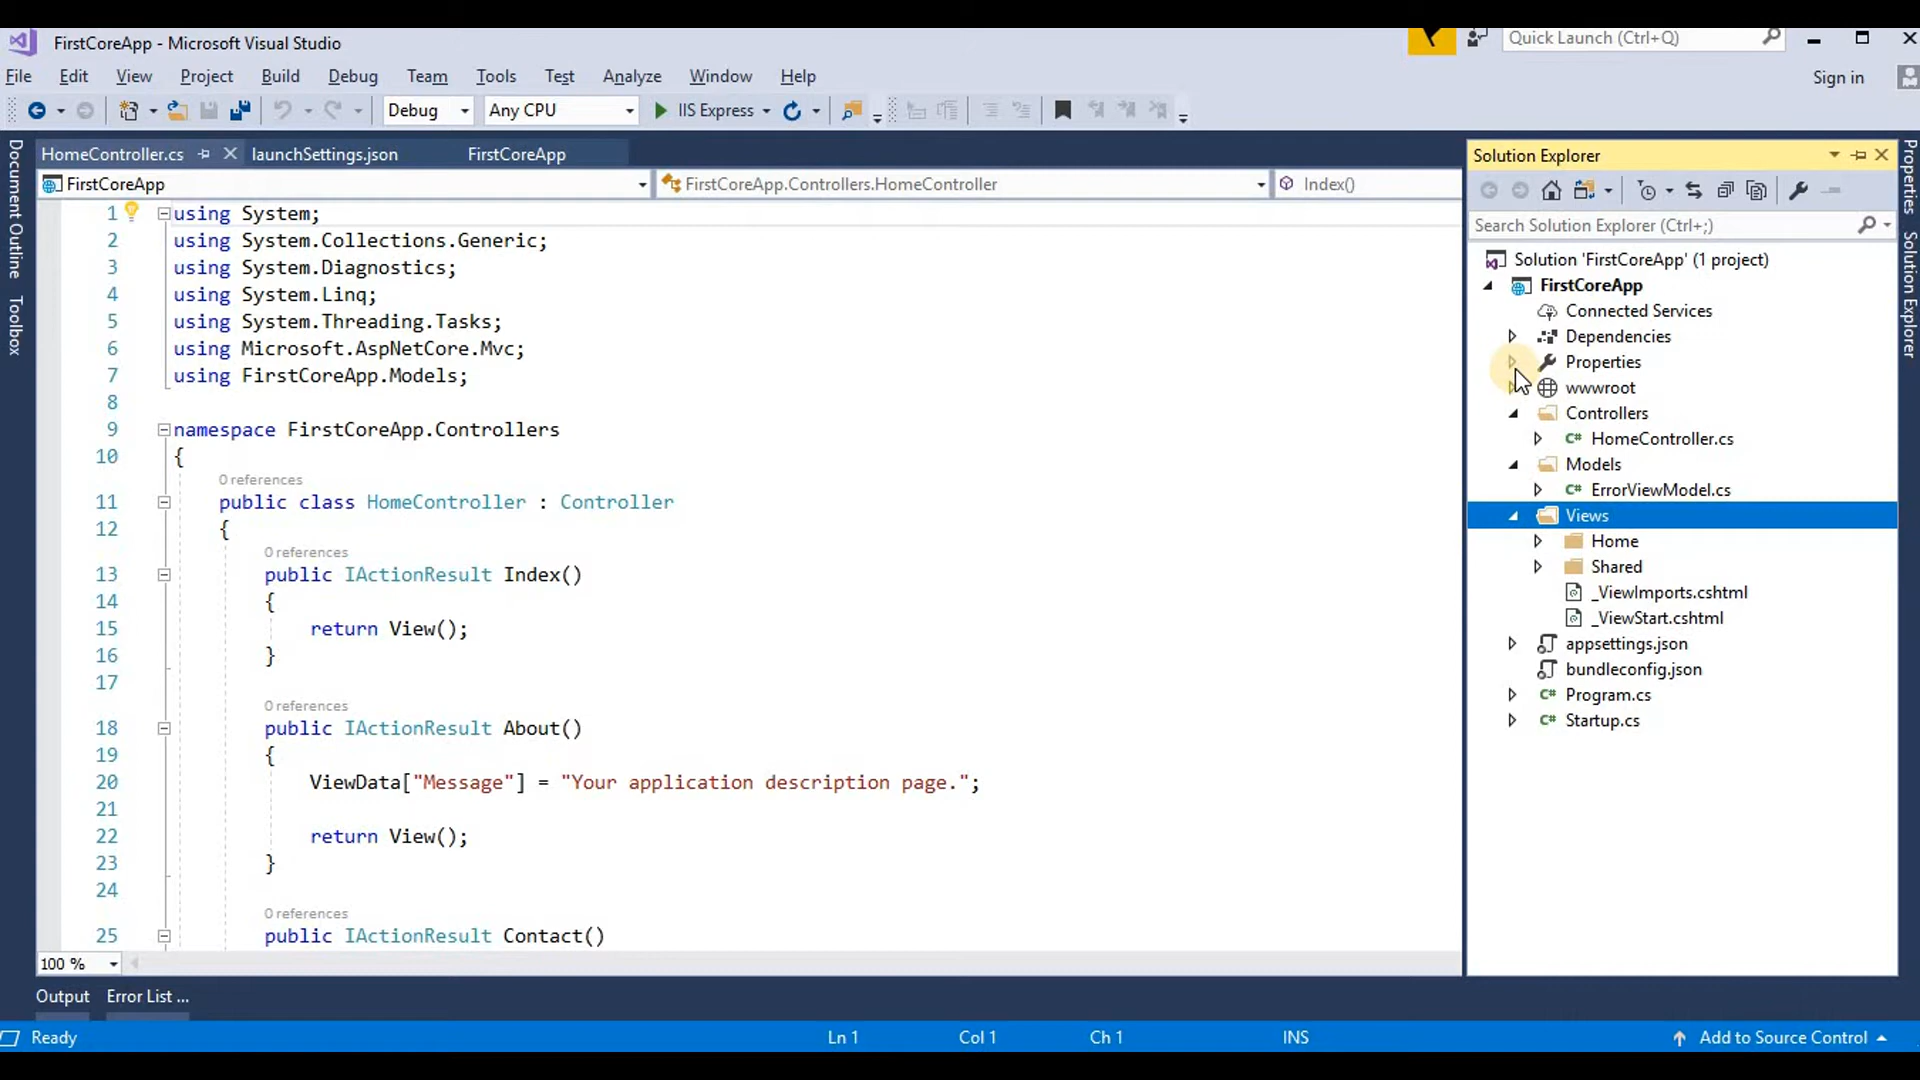 FirstCoreApp - Microsoft Visual Studio
Quick Launch (Ctrl+Q)
File Edit View Project Build Debug Team Tools Test Analyze Window Help
Sign in
Debug Any CPU IIS Express
HomeController.cs launchSettings.json FirstCoreApp
FirstCoreApp FirstCoreApp.Controllers.HomeController Index()
Document Outline
Toolbox
1 using System;
2 using System.Collections.Generic;
3 using System.Diagnostics;
4 using System.Linq;
5 using System.Threading.Tasks;
6 using Microsoft.AspNetCore.Mvc;
7 using FirstCoreApp.Models;
8
9 namespace FirstCoreApp.Controllers
10 {
0 references
11 public class HomeController : Controller
12 {
0 references
13 public IActionResult Index()
14 {
15 return View();
16 }
17
0 references
18 public IActionResult About()
19 {
20 ViewData["Message"] = "Your application description page.";
21
22 return View();
23 }
24
0 references
25 public IActionResult Contact()
100 %
Solution Explorer
Search Solution Explorer (Ctrl+;)
Solution 'FirstCoreApp' (1 project)
FirstCoreApp
Connected Services
Dependencies
Properties
wwwroot
Controllers
C# HomeController.cs
Models
C# ErrorViewModel.cs
Views
Home
Shared
_ViewImports.cshtml
_ViewStart.cshtml
appsettings.json
bundleconfig.json
C# Program.cs
C# Startup.cs
Properties
Solution Explorer
Output Error List ...
Ready Ln 1 Col 1 Ch 1 INS Add to Source Control